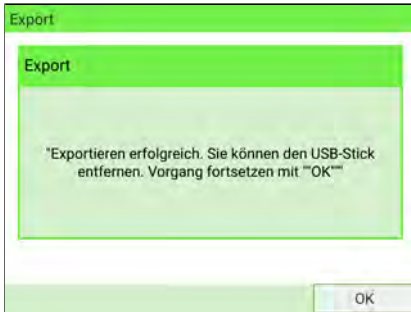 Export
Export
"Exportieren erfolgreich. Sie können den USB-Stick
entfernen. Vorgang fortsetzen mit ""OK"""
OK